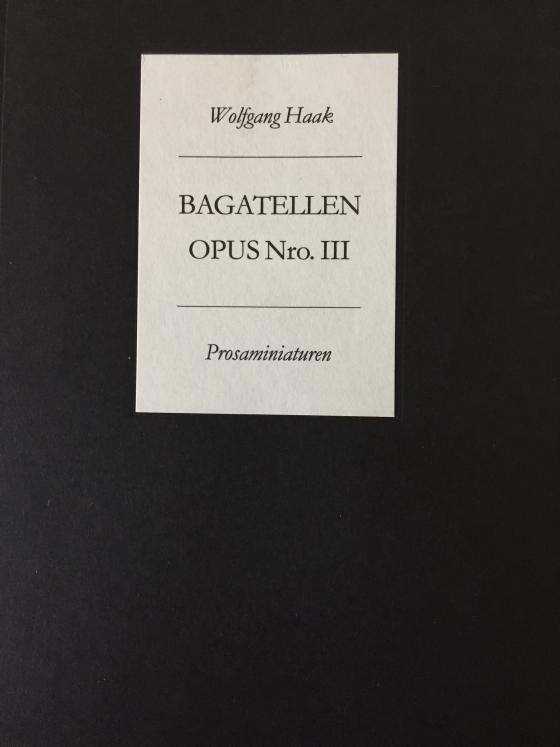 Wolfgang Haak
BAGATELLEN
OPUS Nro. III
Prosaminiaturen